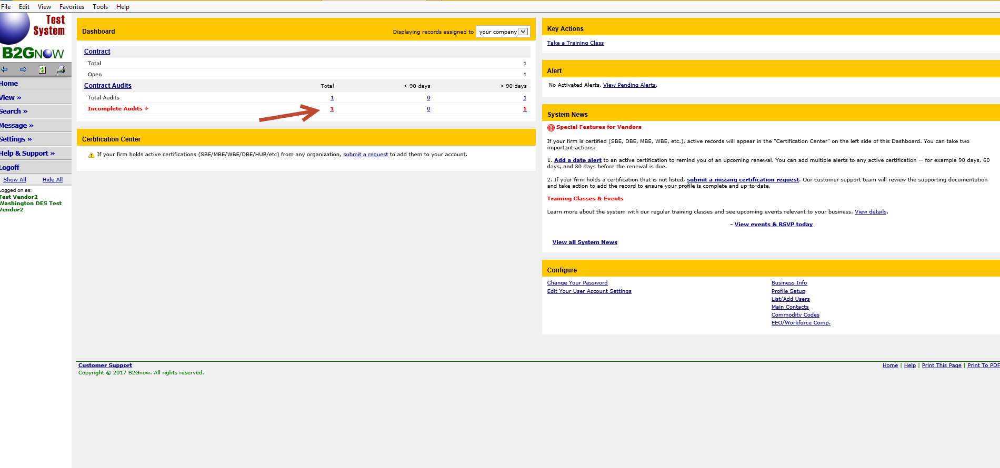 File Edit View Favorites Tools Help
Test
System
B2GNOW
Home
View »
Search »
Message »
Settings »
Help & Support »
Logoff
Show All Hide All
Logged on as:
Test Vendor2
Washington DES Test
Vendor2
Dashboard Displaying records assigned to your company
Contract
Total 1
Open 1
Contract Audits Total < 90 days > 90 days
Total Audits 1 0 1
Incomplete Audits » 1 0 1
Certification Center
If your firm holds active certifications (SBE/MBE/WBE/DBE/HUB/etc) from any organization, submit a request to add them to your account.
Key Actions
Take a Training Class
Alert
No Activated Alerts. View Pending Alerts.
System News
Special Features for Vendors
If your firm is certified (SBE, DBE, MBE, WBE, etc.), active records will appear in the "Certification Center" on the left side of this Dashboard. You can take two
important actions:
1. Add a date alert to an active certification to remind you of an upcoming renewal. You can add multiple alerts to any active certification -- for example 90 days, 60
days, and 30 days before the renewal is due.
2. If your firm holds a certification that is not listed, submit a missing certification request. Our customer support team will review the supporting documentation
and take action to add the record to ensure your profile is complete and up-to-date.
Training Classes & Events
Learn more about the system with our regular training classes and see upcoming events relevant to your business. View details.
- View events & RSVP today
View all System News
Configure
Change Your Password
Edit Your User Account Settings
Business Info
Profile Setup
List/Add Users
Main Contacts
Commodity Codes
EEO/Workforce Comp.
Customer Support
Copyright © 2017 B2Gnow. All rights reserved.
Home | Help | Print This Page | Print To PDF